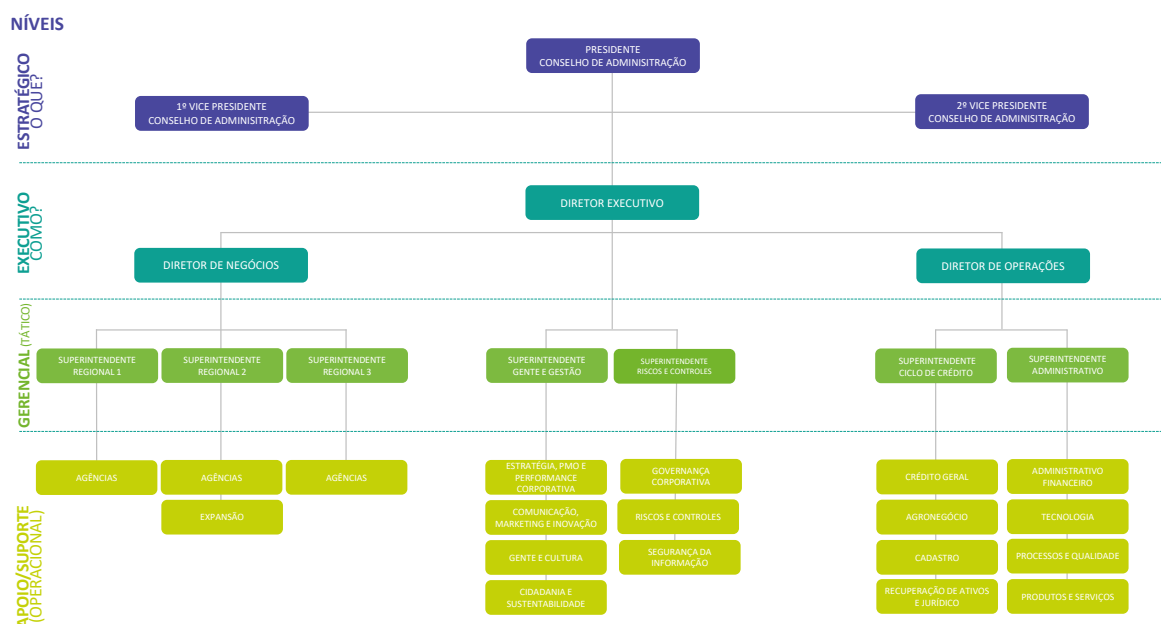 NÍVEIS
ESTRATÉGICO
O QUE?
PRESIDENTE
CONSELHO DE ADMINISITRAÇÃO
1º VICE PRESIDENTE
CONSELHO DE ADMINISITRAÇÃO
2º VICE PRESIDENTE
CONSELHO DE ADMINISITRAÇÃO
EXECUTIVO
COMO?
DIRETOR EXECUTIVO
DIRETOR DE NEGÓCIOS
DIRETOR DE OPERAÇÕES
GERENCIAL (TÁTICO)
SUPERINTENDENTE
REGIONAL 1
SUPERINTENDENTE
REGIONAL 2
SUPERINTENDENTE
REGIONAL 3
SUPERINTENDENTE
GENTE E GESTÃO
SUPERINTENDENTE
RISCOS E CONTROLES
SUPERINTENDENTE
CICLO DE CRÉDITO
SUPERINTENDENTE
ADMINISTRATIVO
APOIO/SUPORTE
(OPERACIONAL)
AGÊNCIAS
AGÊNCIAS
EXPANSÃO
AGÊNCIAS
ESTRATÉGIA, PMO E
PERFORMANCE
CORPORATIVA
COMUNICAÇÃO,
MARKETING E INOVAÇÃO
GENTE E CULTURA
CIDADANIA E
SUSTENTABILIDADE
GOVERNANÇA
CORPORATIVA
RISCOS E CONTROLES
SEGURANÇA DA
INFORMAÇÃO
CRÉDITO GERAL
AGRONEGÓCIO
CADASTRO
RECUPERAÇÃO DE ATIVOS
E JURÍDICO
ADMINISTRATIVO
FINANCEIRO
TECNOLOGIA
PROCESSOS E QUALIDADE
PRODUTOS E SERVIÇOS